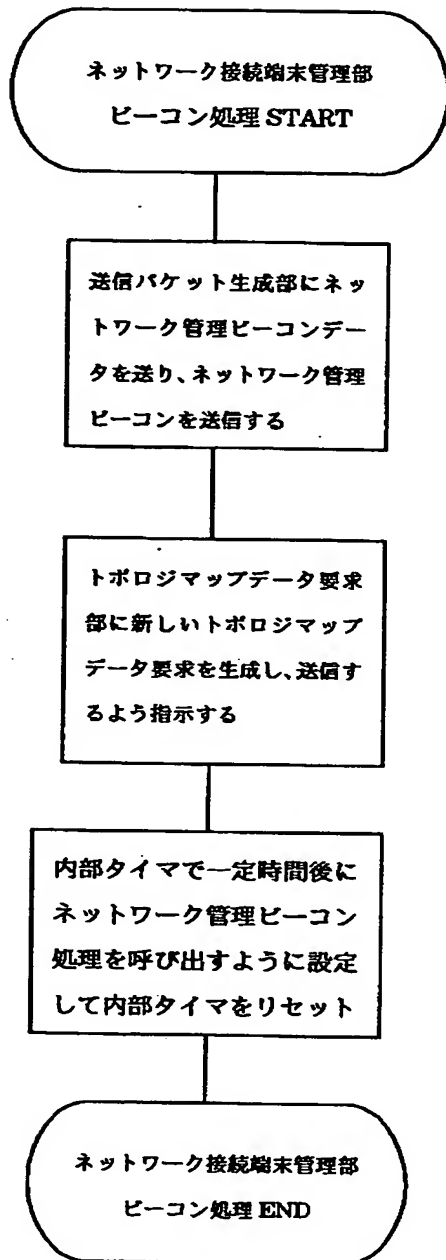 ネットワーク接続端末管理部
ビーコン処理 START
送信パケット生成部にネッ
トワーク管理ビーコンデー
タを送り、ネットワーク管理
ビーコンを送信する
トポロジマップデータ要求
部に新しいトポロジマップ
データ要求を生成し、送信す
るよう指示する
内部タイマで一定時間後に
ネットワーク管理ビーコン
処理を呼び出すように設定
して内部タイマをリセット
ネットワーク接続端末管理部
ビーコン処理 END